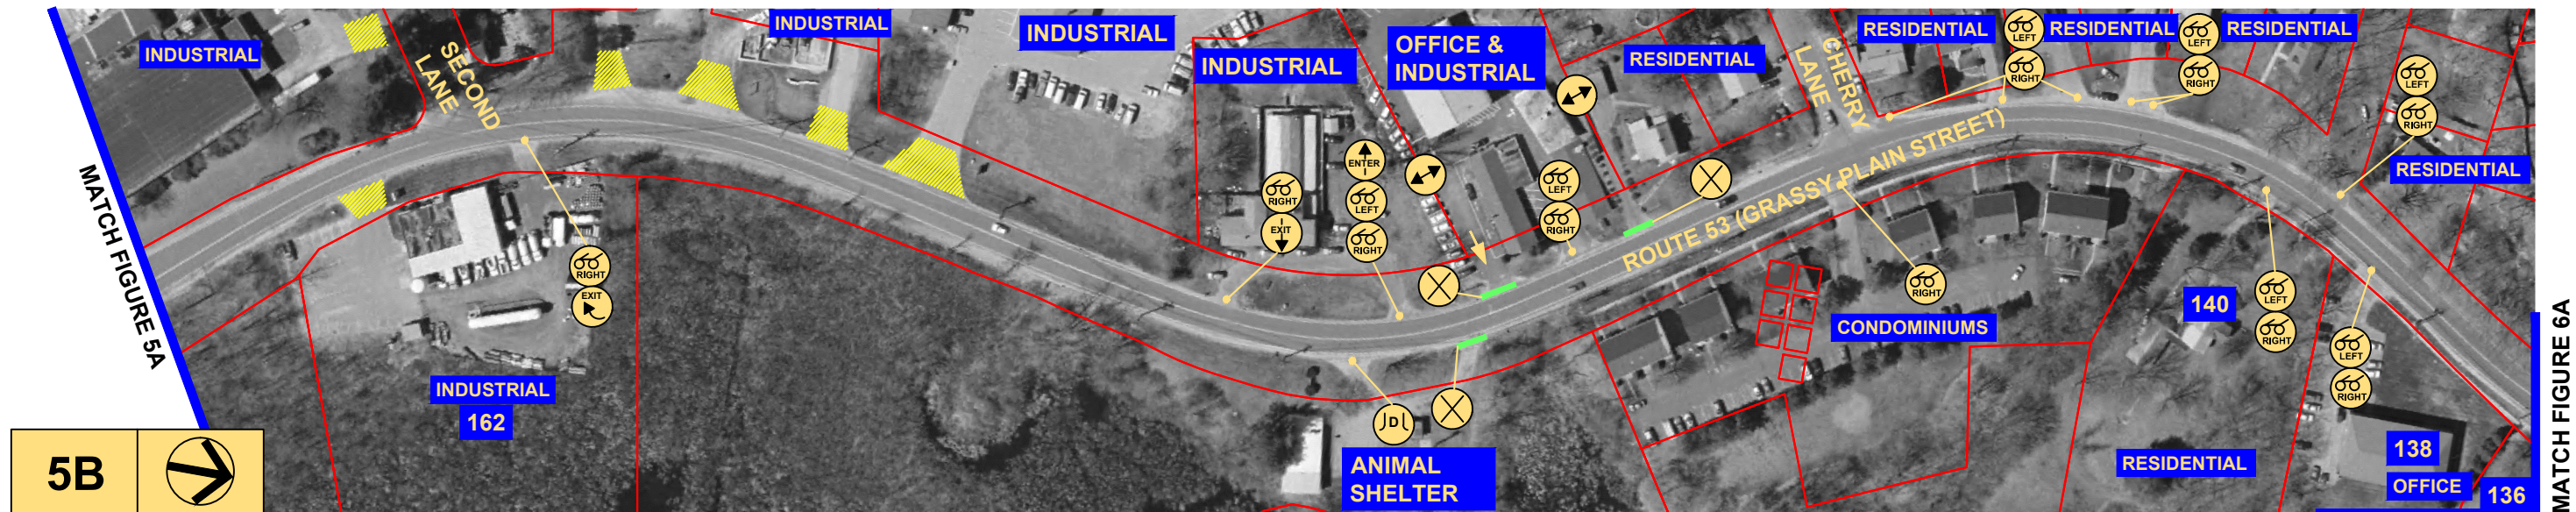 INDUSTRIAL
SECOND
LANE
INDUSTRIAL
INDUSTRIAL
INDUSTRIAL
OFFICE &
INDUSTRIAL
RESIDENTIAL
CHERRY
LANE
RESIDENTIAL
LEFT
RIGHT
RESIDENTIAL
LEFT
RIGHT
RESIDENTIAL
LEFT
RIGHT
RESIDENTIAL
MATCH FIGURE 5A
RIGHT
EXIT
INDUSTRIAL
162
RIGHT
EXIT
ENTER
LEFT
RIGHT
LEFT
RIGHT
ROUTE 53 (GRASSY PLAIN STREET)
D
ANIMAL
SHELTER
RIGHT
CONDOMINIUMS
140
LEFT
RIGHT
LEFT
RIGHT
RESIDENTIAL
138
OFFICE
136
MATCH FIGURE 6A
5B